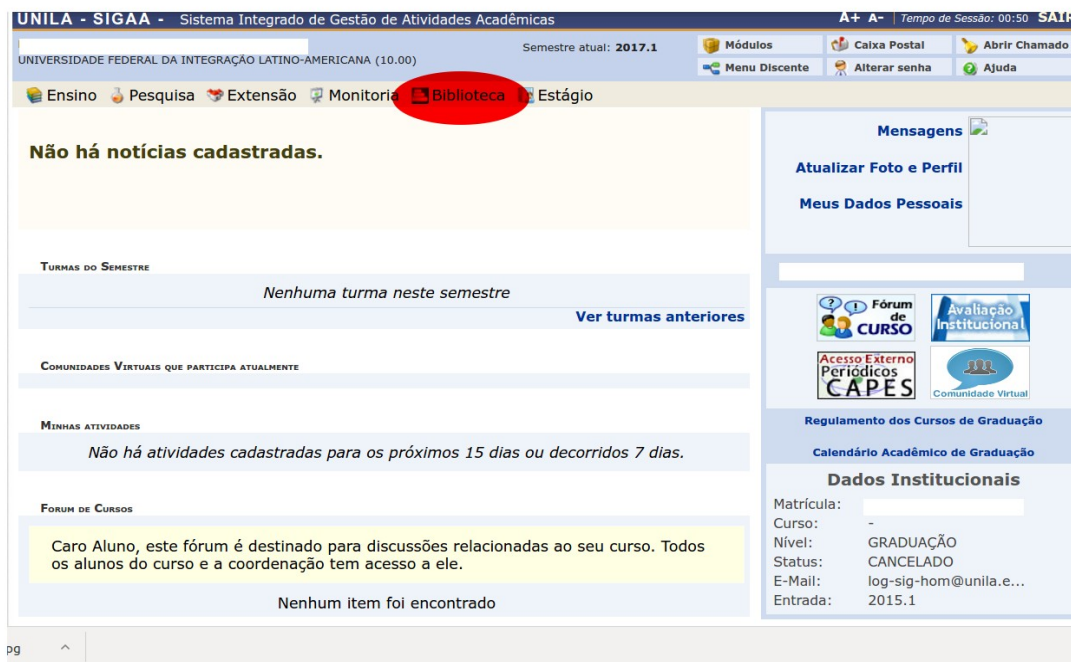 UNILA - SIGAA - Sistema Integrado de Gestão de Atividades Acadêmicas
A+ A- | Tempo de Sessão: 00:50 SAIR
Semestre atual: 2017.1
UNIVERSIDADE FEDERAL DA INTEGRAÇÃO LATINO-AMERICANA (10.00)
Módulos
Caixa Postal
Abrir Chamado
Menu Discente
Alterar senha
Ajuda
Ensino Pesquisa Extensão Monitoria Biblioteca Estágio
Não há notícias cadastradas.
Turmas do Semestre
Nenhuma turma neste semestre
Ver turmas anteriores
Comunidades Virtuais que participa atualmente
Minhas atividades
Não há atividades cadastradas para os próximos 15 dias ou decorridos 7 dias.
Forum de Cursos
Caro Aluno, este fórum é destinado para discussões relacionadas ao seu curso. Todos
os alunos do curso e a coordenação tem acesso a ele.
Nenhum item foi encontrado
Mensagens
Atualizar Foto e Perfil
Meus Dados Pessoais
Fórum
de
CURSO
Avaliação
Institucional
Acesso Externo
Periódicos
CAPES
Comunidade Virtual
Regulamento dos Cursos de Graduação
Calendário Acadêmico de Graduação
Dados Institucionais
Matrícula:
Curso: -
Nível: GRADUAÇÃO
Status: CANCELADO
E-Mail: log-sig-hom@unila.e...
Entrada: 2015.1